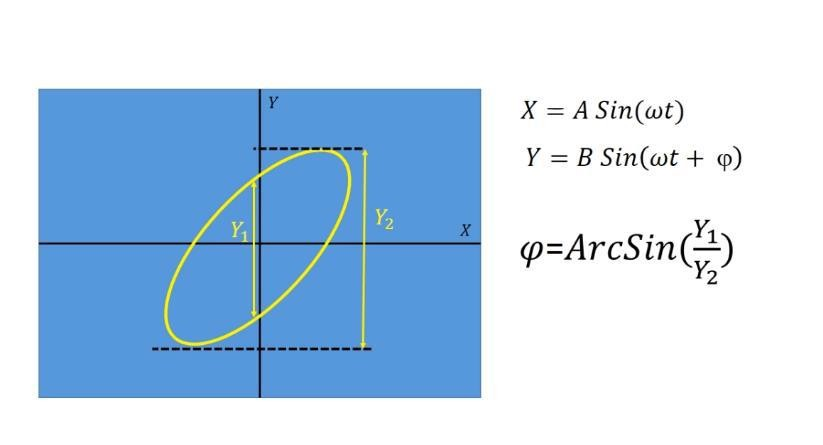 Y
X = A Sin(ωt)
Y = B Sin(ωt + φ)
Y₁
Y₂
X
φ=ArcSin(Y₁/Y₂)